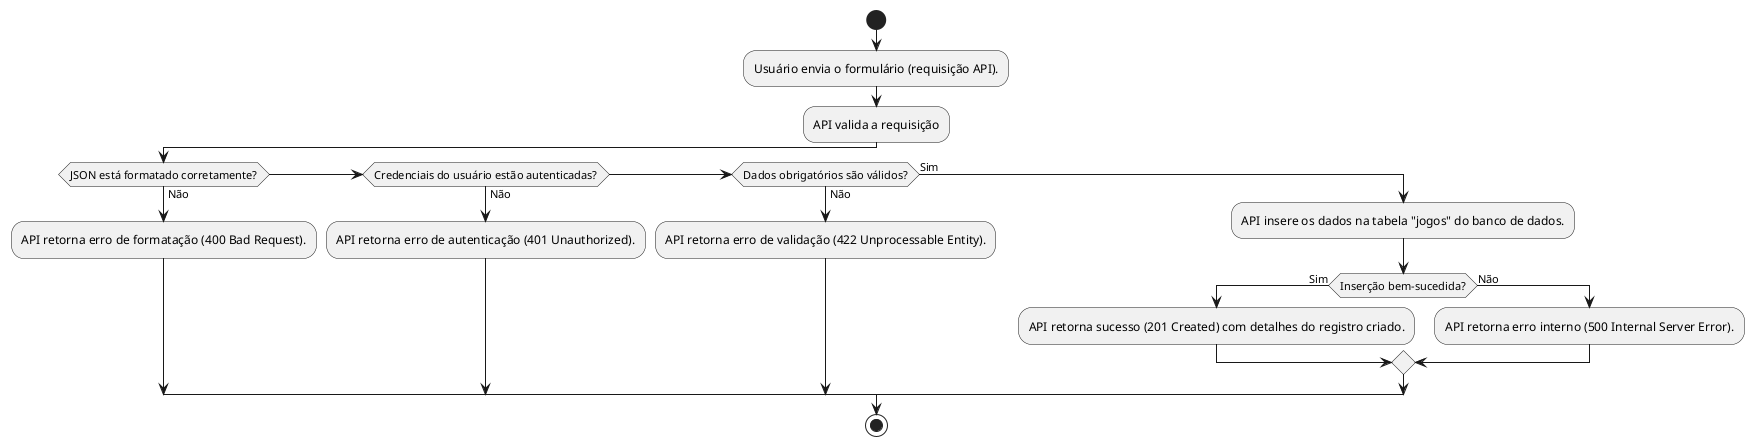 Usuário envia o formulário (requisição API).
API valida a requisição
JSON está formatado corretamente?
Credenciais do usuário estão autenticadas?
Dados obrigatórios são válidos?
Sim
Não
Não
Não
API retorna erro de formatação (400 Bad Request).
API retorna erro de autenticação (401 Unauthorized).
API retorna erro de validação (422 Unprocessable Entity).
API insere os dados na tabela "jogos" do banco de dados.
Sim
Inserção bem-sucedida?
Não
API retorna sucesso (201 Created) com detalhes do registro criado.
API retorna erro interno (500 Internal Server Error).